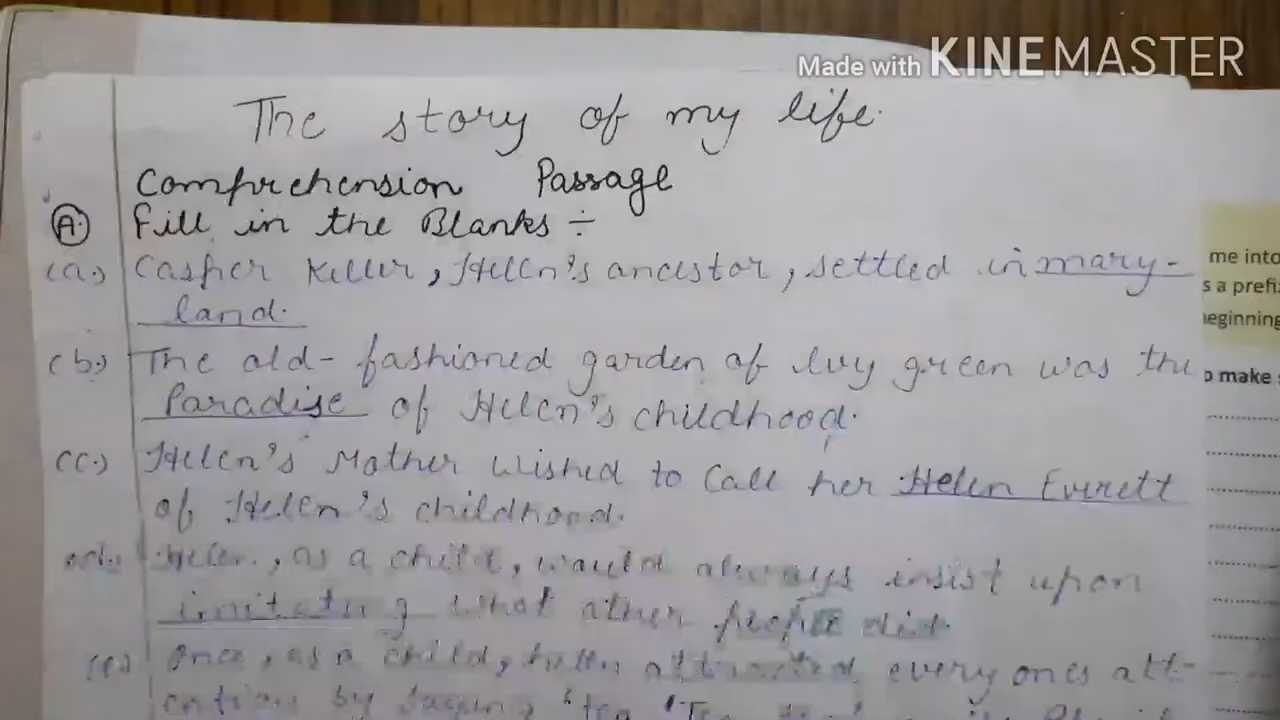 Made with KINEMASTER
The story of my life.
Comprehension Passage
(A.) Fill in the Blanks ÷
(a.) Casper Keller, Helen's ancestor, settled in mary-
land.
(b.) The old-fashioned garden of Ivy green was the
Paradise of Helen's childhood.
(c.) Helen's Mother wished to call her Helen Everett
of Helen's childhood.
(d.) Helen, as a child, would always insist upon
imitating what other people did.
(e) Once, as a child, Helen attracted everyones att-
ention by saying "tea
me into
s a prefix
beginning
o make